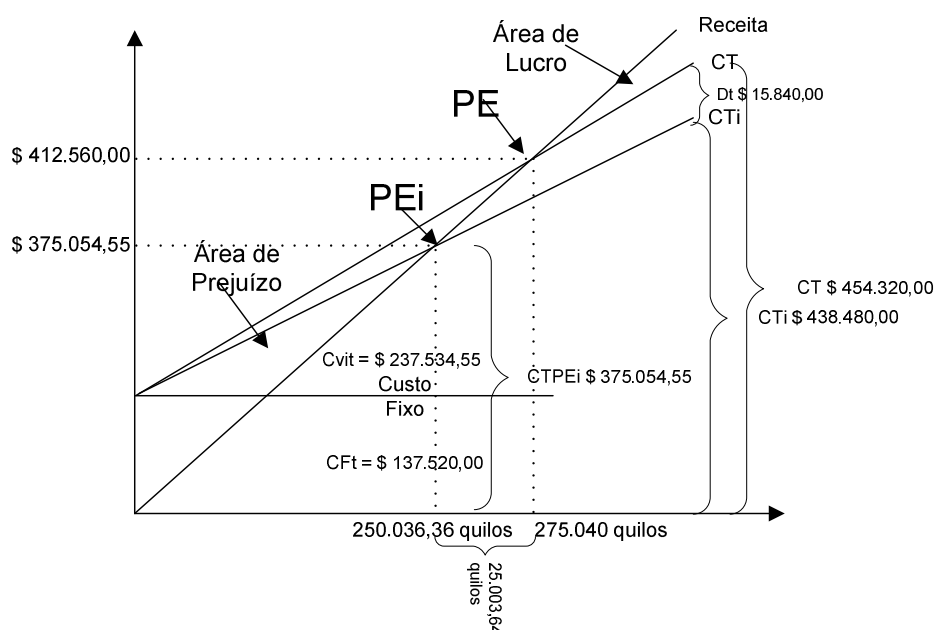 Receita
Área de
Lucro
CT
Dt $ 15.840,00
CTi
PE
$ 412.560,00
PEi
$ 375.054,55
Área de
Prejuízo
CT $ 454.320,00
CTi $ 438.480,00
Cvit = $ 237.534,55
CTPEi $ 375.054,55
Custo
Fixo
CFt = $ 137.520,00
250.036,36 quilos
275.040 quilos
25.003,64
quilos